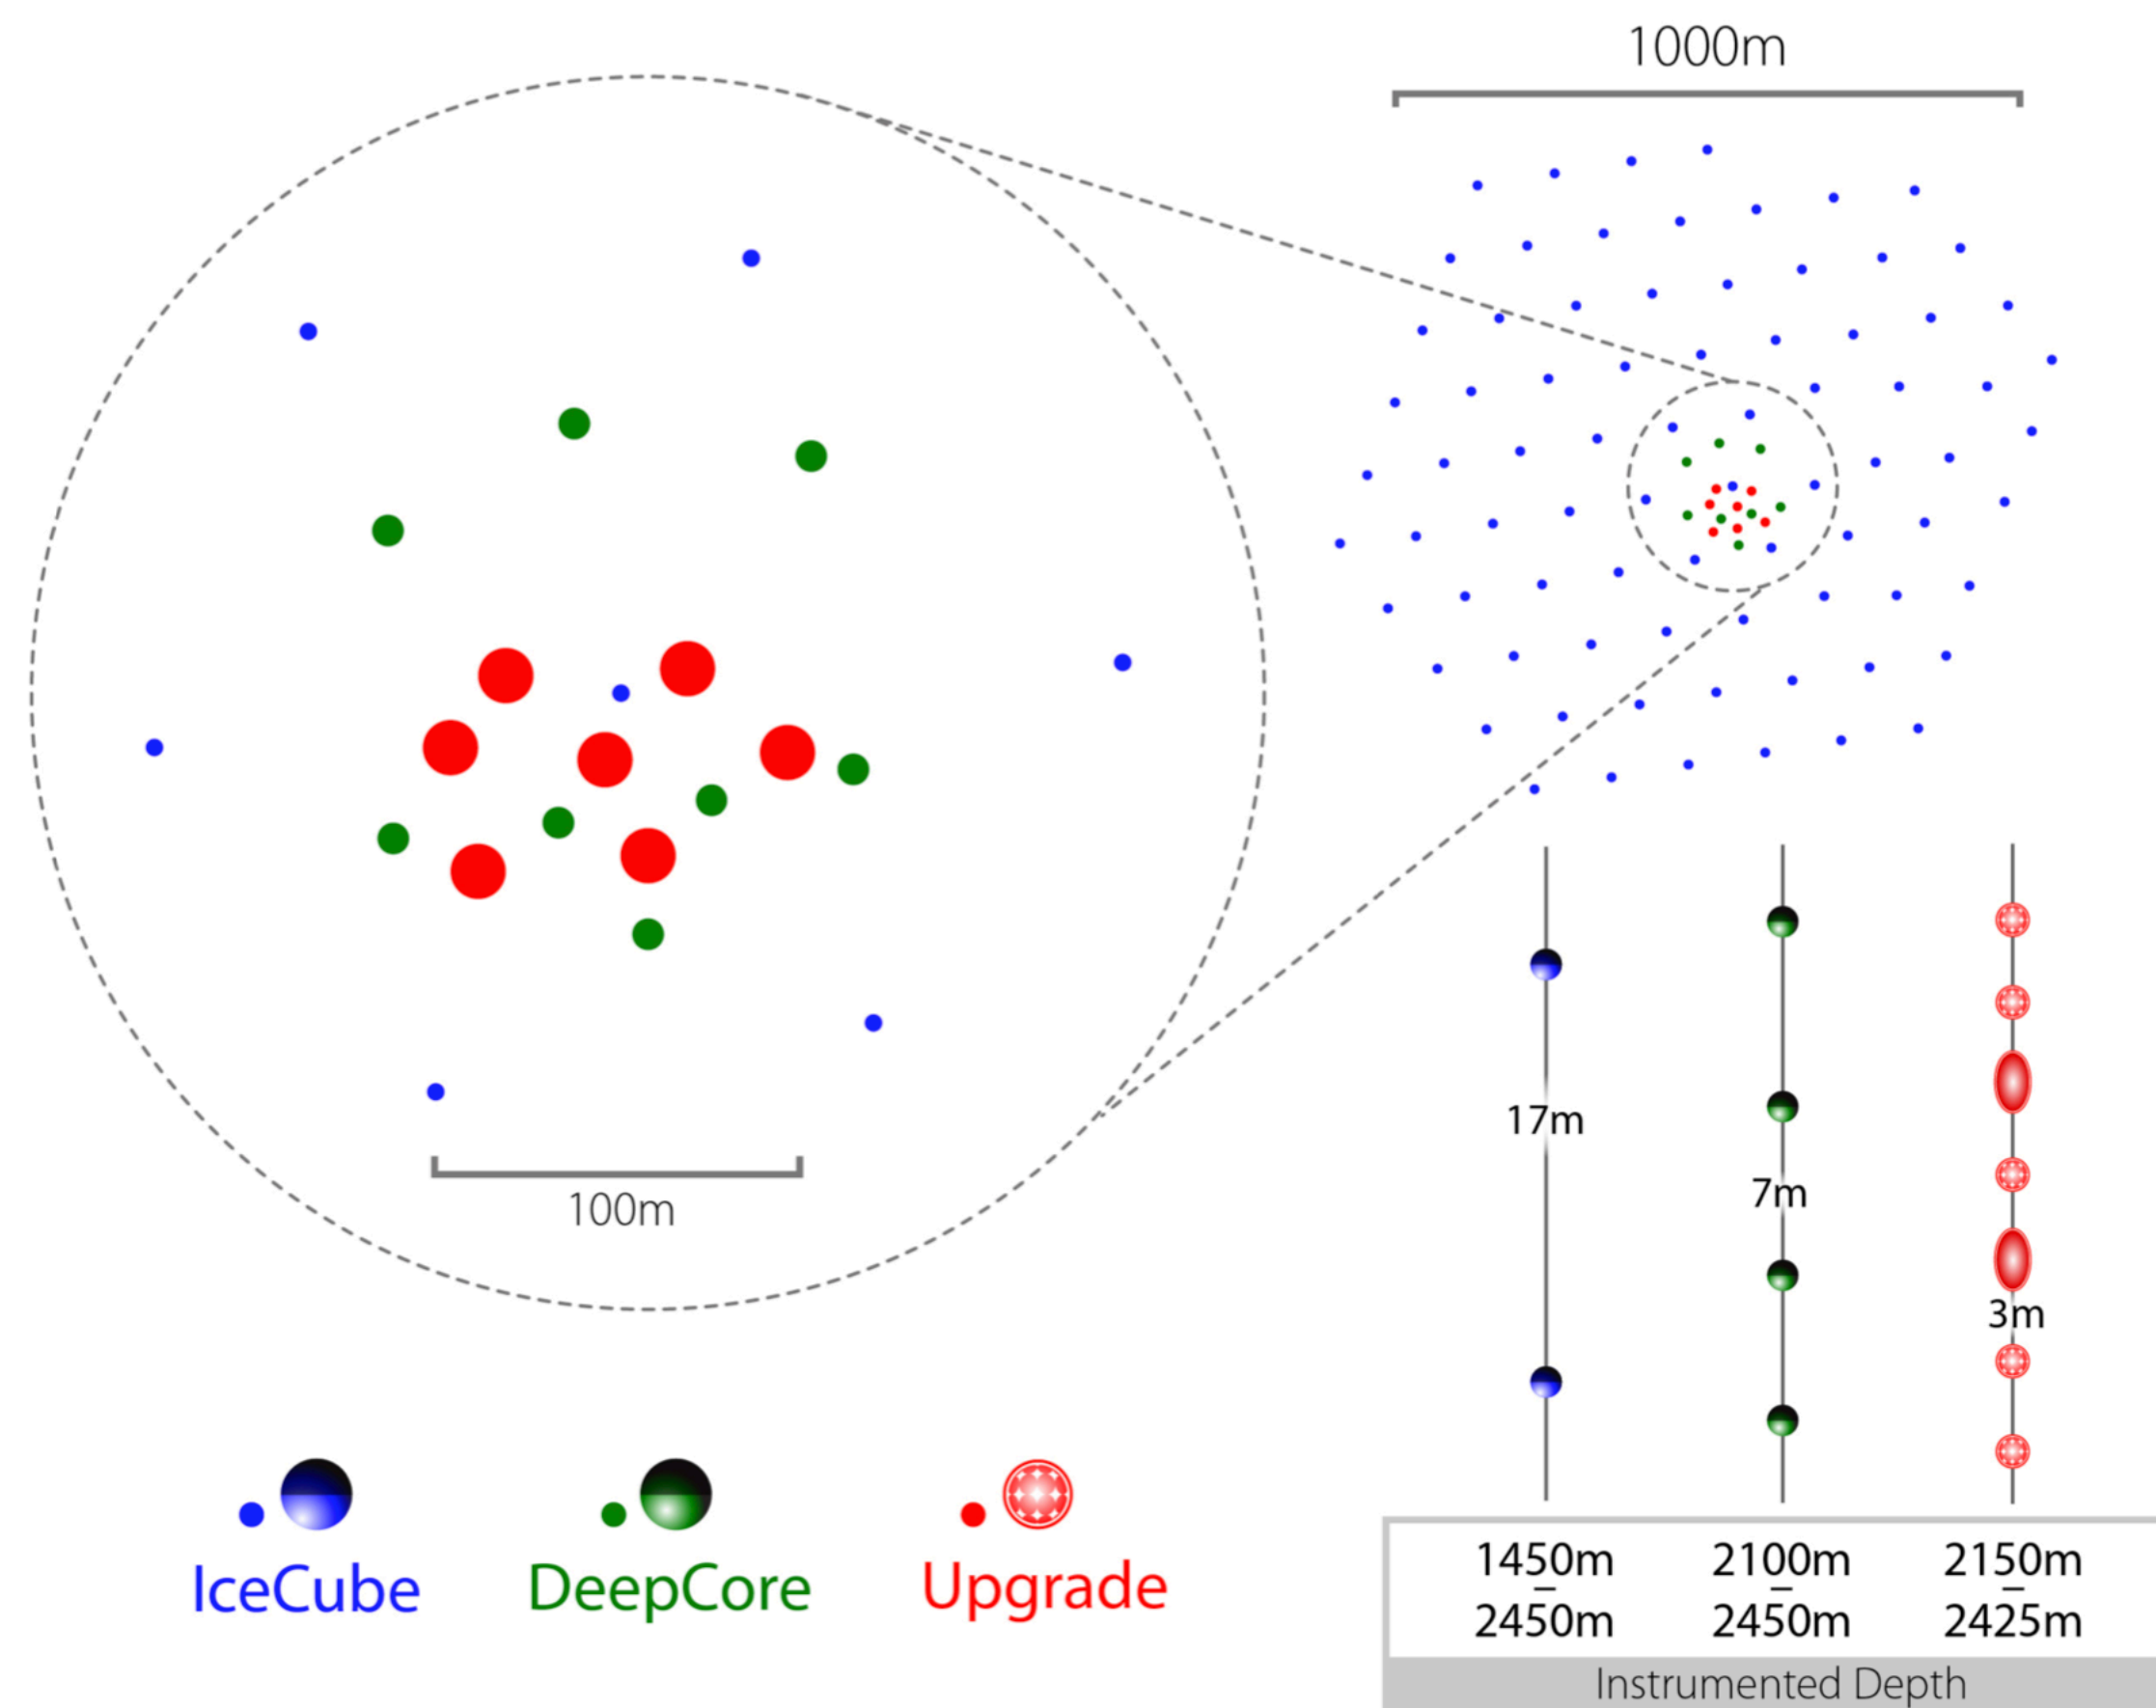 1000m
100m
17m
7m
3m
IceCube
DeepCore
Upgrade
1450m
–
2450m
2100m
–
2450m
2150m
–
2425m
Instrumented Depth